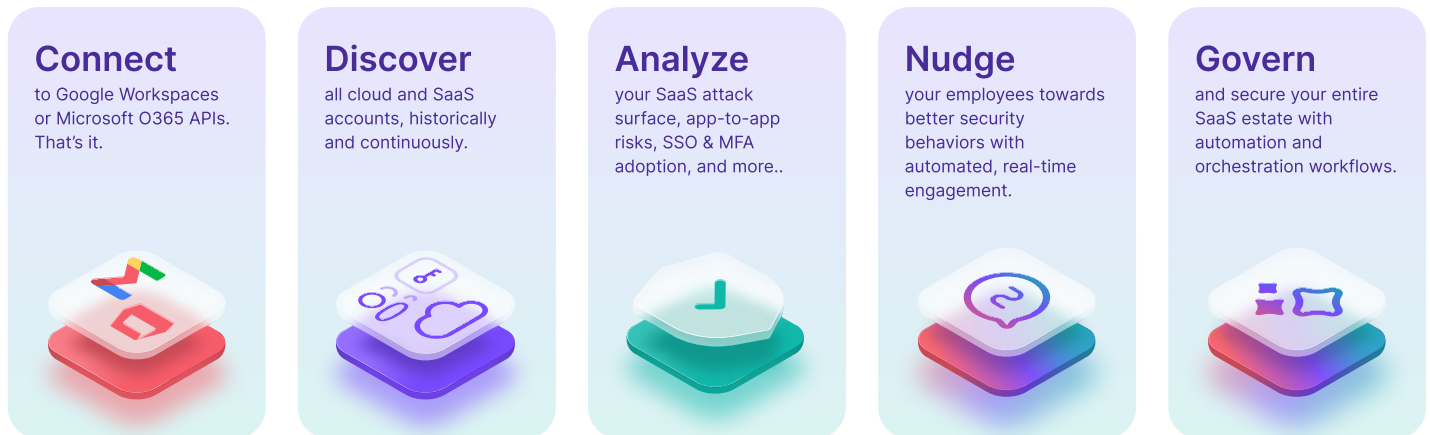 Connect
to Google Workspaces
or Microsoft O365 APIs.
That's it.
Discover
all cloud and SaaS
accounts, historically
and continuously.
Analyze
your SaaS attack
surface, app-to-app
risks, SSO & MFA
adoption, and more..
Nudge
your employees towards
better security
behaviors with
automated, real-time
engagement.
Govern
and secure your entire
SaaS estate with
automation and
orchestration workflows.